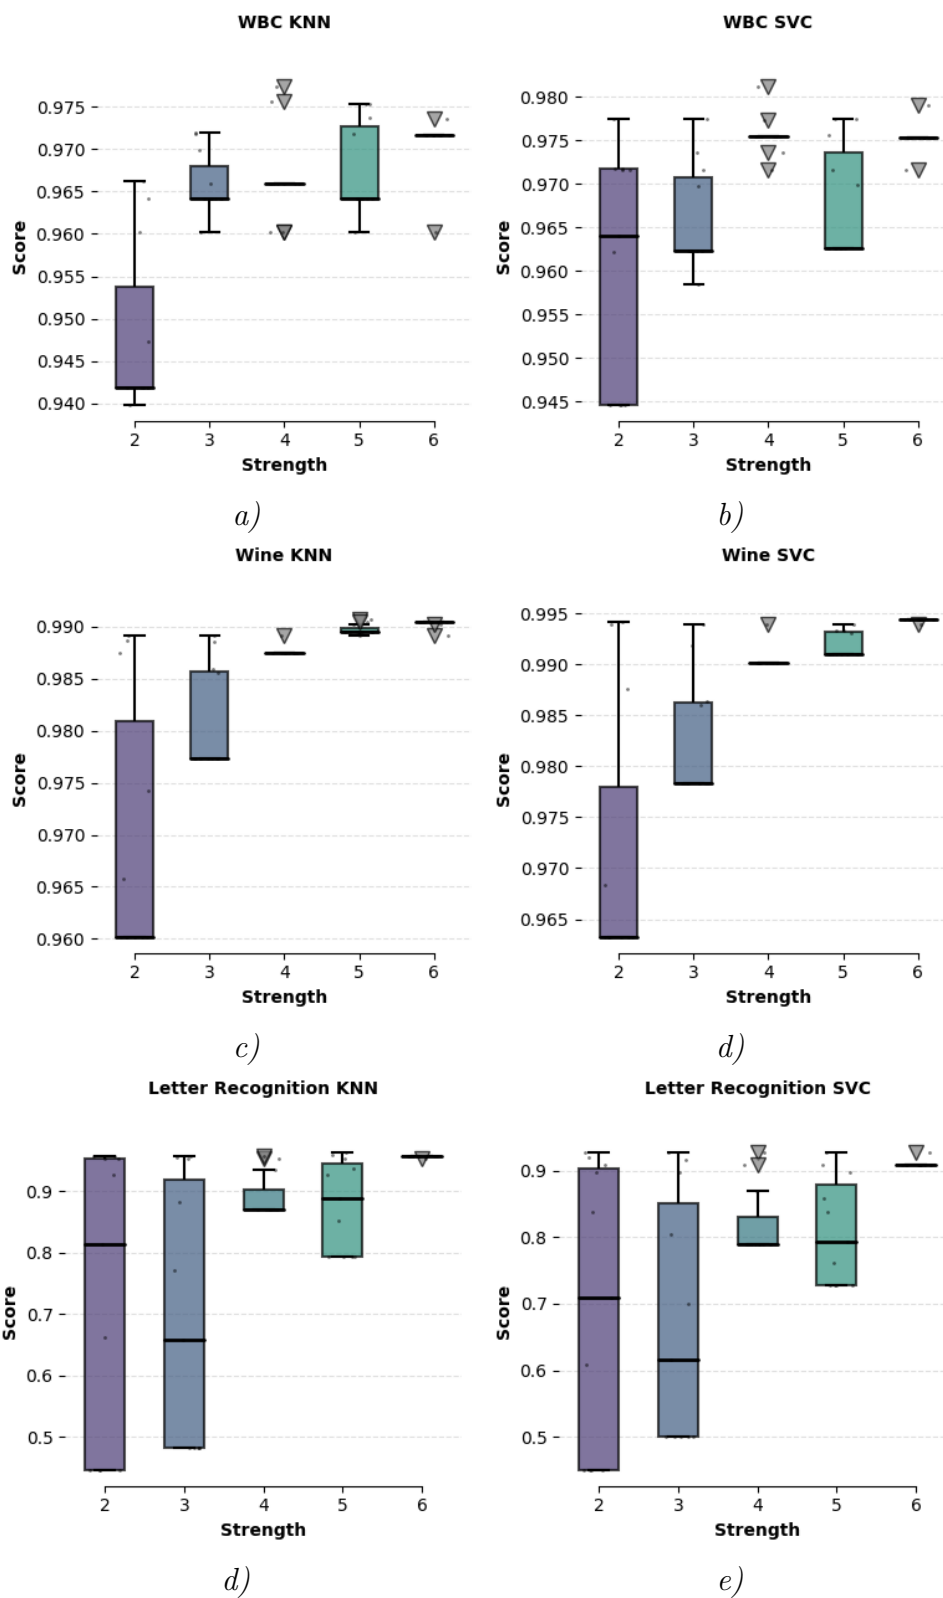 WBC KNN
0.975
0.970
0.965
0.960
0.955
0.950
0.945
0.940
Score
2 3 4 5 6
Strength
a)
WBC SVC
0.980
0.975
0.970
0.965
0.960
0.955
0.950
0.945
Score
2 3 4 5 6
Strength
b)
Wine KNN
0.990
0.985
0.980
0.975
0.970
0.965
0.960
Score
2 3 4 5 6
Strength
c)
Wine SVC
0.995
0.990
0.985
0.980
0.975
0.970
0.965
Score
2 3 4 5 6
Strength
d)
Letter Recognition KNN
0.9
0.8
0.7
0.6
0.5
Score
2 3 4 5 6
Strength
d)
Letter Recognition SVC
0.9
0.8
0.7
0.6
0.5
Score
2 3 4 5 6
Strength
e)